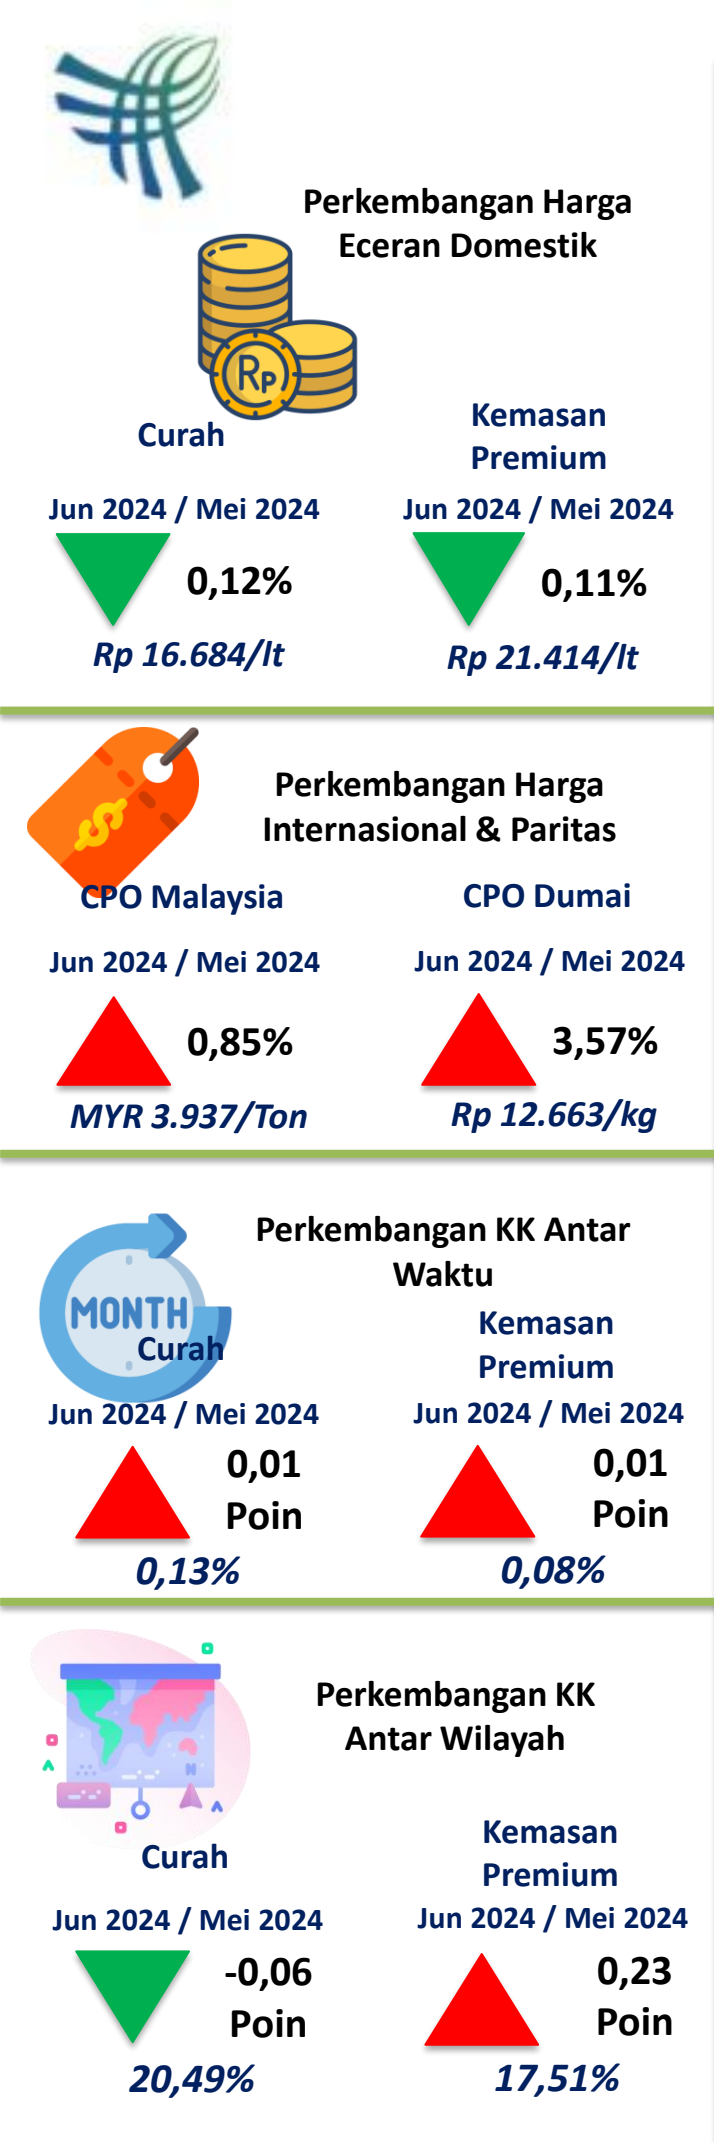 Perkembangan Harga
Eceran Domestik
Rp
Curah
Kemasan
Premium
Jun 2024 / Mei 2024
Jun 2024 / Mei 2024
0,12%
0,11%
Rp 16.684/lt
Rp 21.414/lt
Perkembangan Harga
Internasional & Paritas
$
CPO Malaysia
CPO Dumai
Jun 2024 / Mei 2024
Jun 2024 / Mei 2024
0,85%
3,57%
MYR 3.937/Ton
Rp 12.663/kg
Perkembangan KK Antar
Waktu
MONTH
Curah
Kemasan
Premium
Jun 2024 / Mei 2024
Jun 2024 / Mei 2024
0,01
Poin
0,01
Poin
0,13%
0,08%
Perkembangan KK
Antar Wilayah
N
Curah
Kemasan
Premium
Jun 2024 / Mei 2024
Jun 2024 / Mei 2024
-0,06
Poin
0,23
Poin
20,49%
17,51%